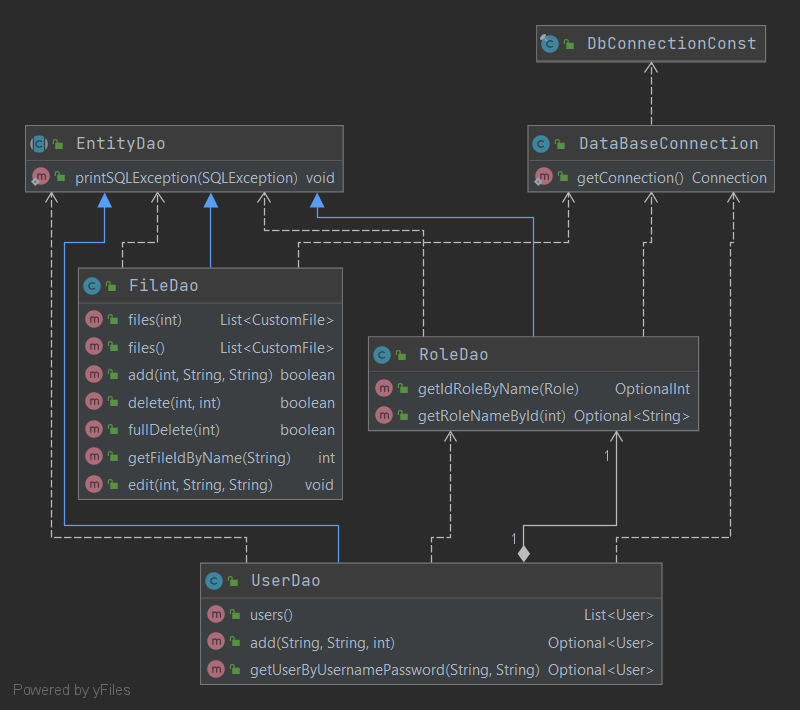 DbConnectionConst
EntityDao
printSQLException(SQLException) void
DataBaseConnection
getConnection() Connection
FileDao
files(int) List<CustomFile>
files() List<CustomFile>
add(int, String, String) boolean
delete(int, int) boolean
fullDelete(int) boolean
getFileIdByName(String) int
edit(int, String, String) void
RoleDao
getIdRoleByName(Role) OptionalInt
getRoleNameById(int) Optional<String>
1
1
UserDao
users() List<User>
add(String, String, int) Optional<User>
getUserByUsernamePassword(String, String) Optional<User>
Powered by yFiles